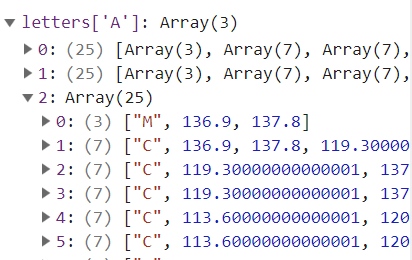 ▼ letters['A']: Array(3)
▶ 0: (25) [Array(3), Array(7), Array(7),
▶ 1: (25) [Array(3), Array(7), Array(7),
▼ 2: Array(25)
▶ 0: (3) ["M", 136.9, 137.8]
▶ 1: (7) ["C", 136.9, 137.8, 119.30000
▶ 2: (7) ["C", 119.30000000000001, 137
▶ 3: (7) ["C", 119.30000000000001, 137
▶ 4: (7) ["C", 113.60000000000001, 120
▶ 5: (7) ["C", 113.60000000000001, 120